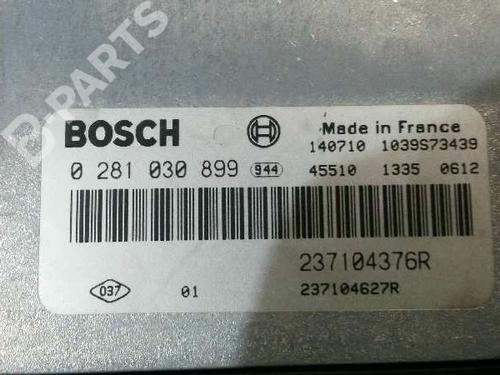 B-PARTS
BOSCH
Made in France
140710 1039S73439
0 281 030 899 944 45510 1335 0612
237104376R
037 01 237104627R